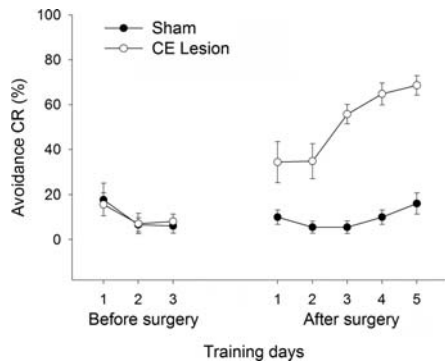 Sham
CE Lesion
Avoidance CR (%)
100
80
60
40
20
0
1 2 3 1 2 3 4 5
Before surgery After surgery
Training days